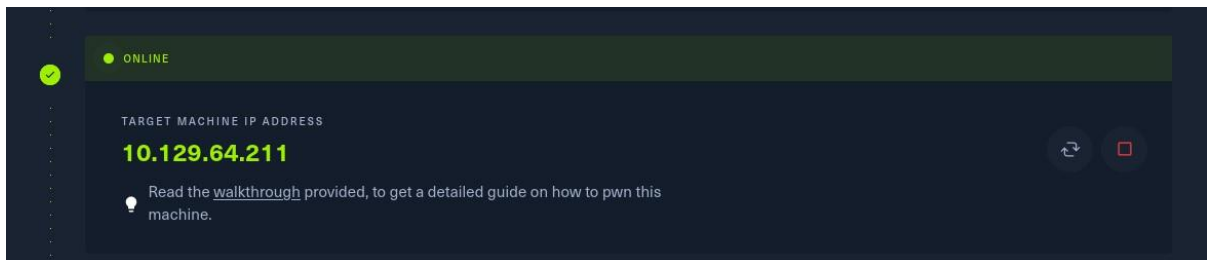 ONLINE
TARGET MACHINE IP ADDRESS
10.129.64.211
Read the walkthrough provided, to get a detailed guide on how to pwn this
machine.